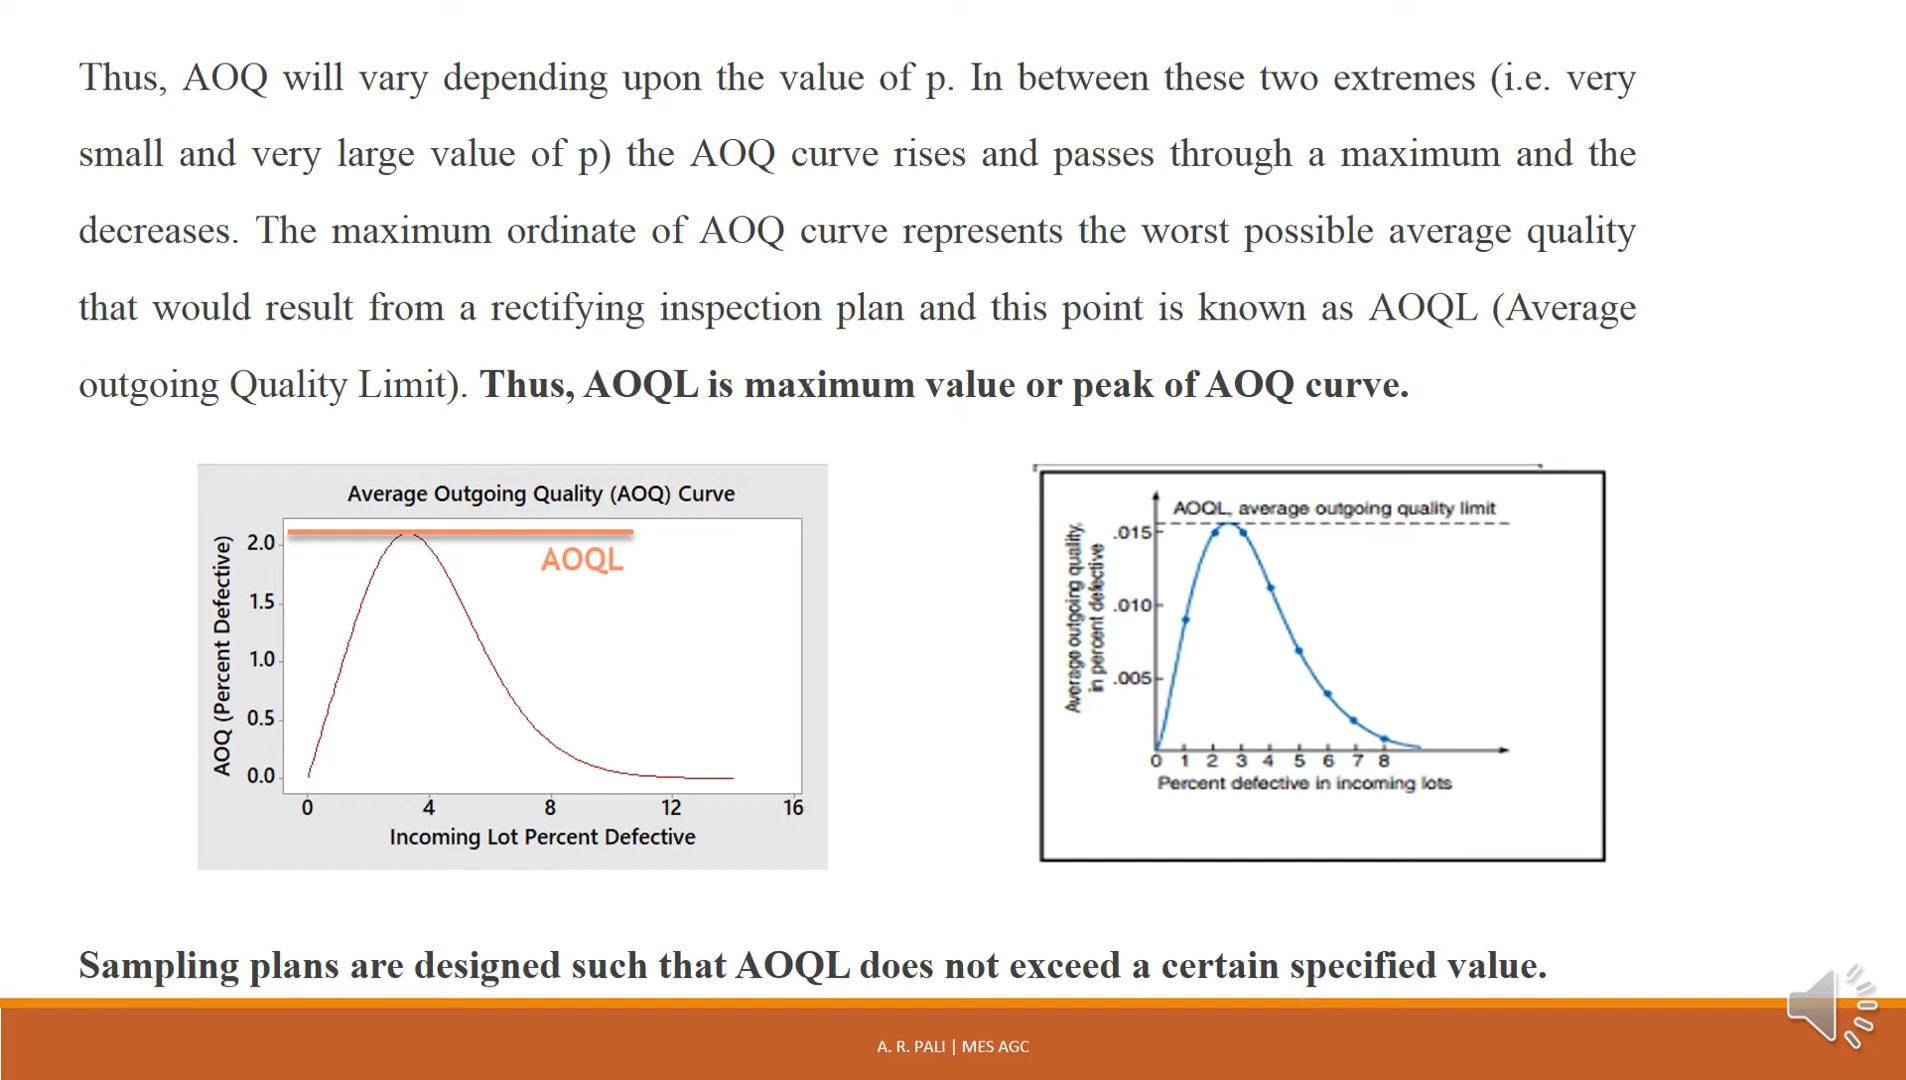 Thus, AOQ will vary depending upon the value of p. In between these two extremes (i.e. very
small and very large value of p) the AOQ curve rises and passes through a maximum and the
decreases. The maximum ordinate of AOQ curve represents the worst possible average quality
that would result from a rectifying inspection plan and this point is known as AOQL (Average
outgoing Quality Limit). Thus, AOQL is maximum value or peak of AOQ curve.
Average Outgoing Quality (AOQ) Curve
AOQL
AOQ (Percent Defective)
2.0
1.5
1.0
0.5
0.0
0 4 8 12 16
Incoming Lot Percent Defective
AOQL, average outgoing quality limit
Average outgoing quality,
in percent defective
.015
.010
.005
0 1 2 3 4 5 6 7 8
Percent defective in incoming lots
Sampling plans are designed such that AOQL does not exceed a certain specified value.
A. R. PALI | MES AGC